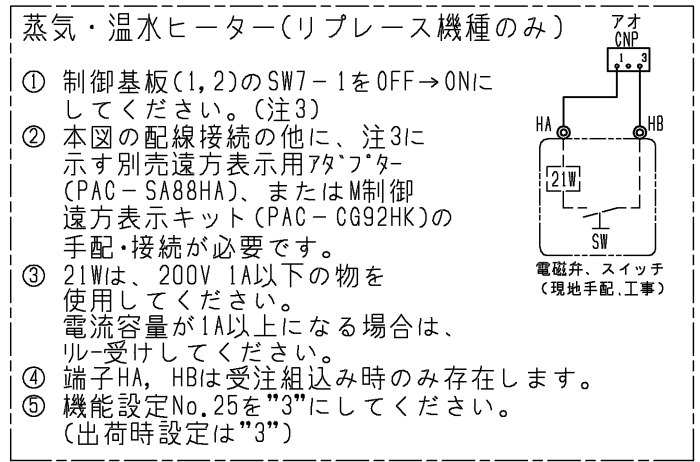 蒸気・温水ヒーター(リプレース機種のみ)
① 制御基板(1,2)のSW7-1をOFF→ONに
してください。(注3)
② 本図の配線接続の他に、注3に
示す別売遠方表示用ｱﾀﾞﾌﾟﾀｰ
(PAC-SA88HA)、またはM制御
遠方表示キット(PAC-CG92HK)の
手配・接続が必要です。
③ 21Wは、200V 1A以下の物を
使用してください。
電流容量が1A以上になる場合は、
ﾘﾚｰ受けしてください。
④ 端子HA, HBは受注組込み時のみ存在します。
⑤ 機能設定No.25を"3"にしてください。
(出荷時設定は"3")
アオ
CNP
1 3
HA
HB
21W
SW
電磁弁、スイッチ
(現地手配、工事)